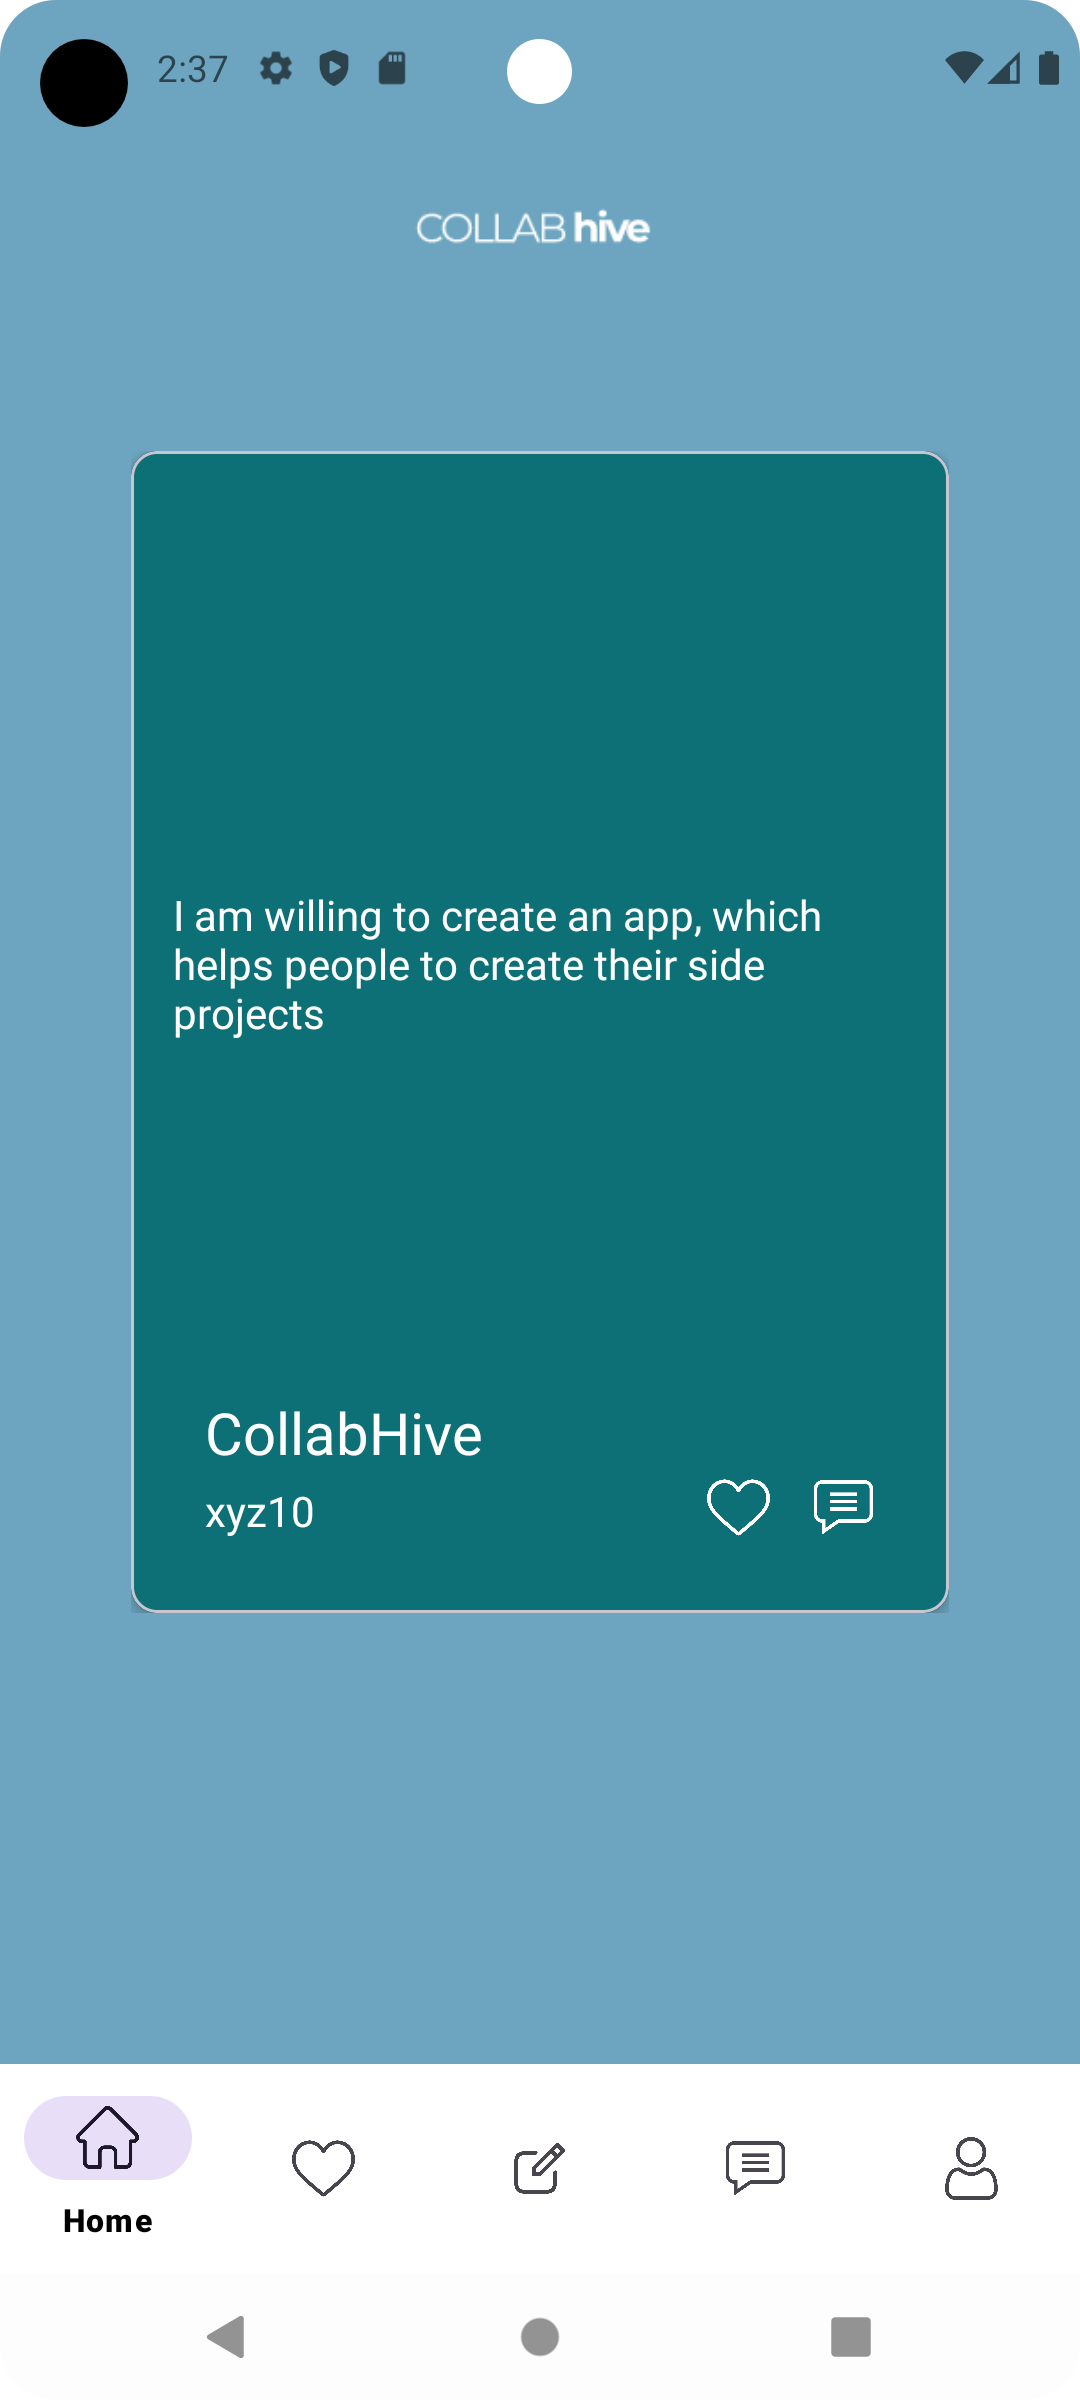 2:37
COLLAB hive
I am willing to create an app, which
helps people to create their side
projects
CollabHive
xyz10
Home